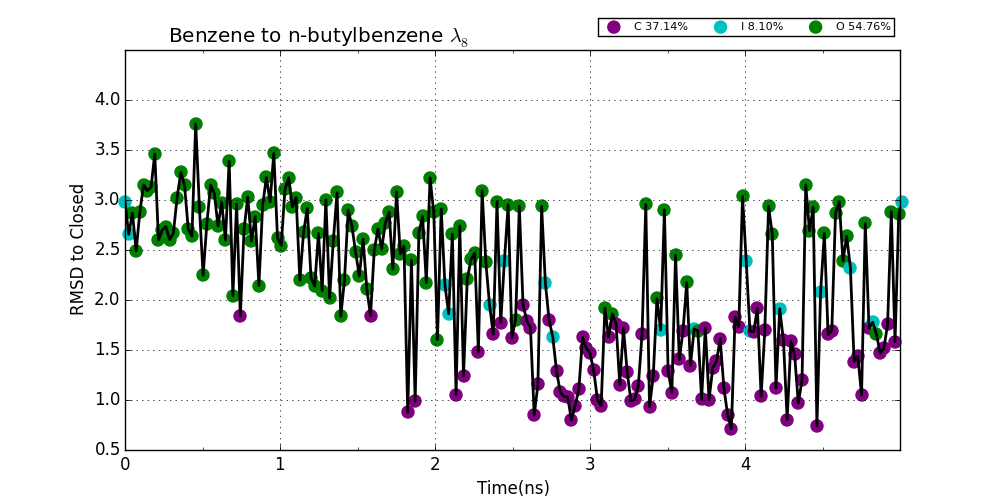 C 37.14% I 8.10% O 54.76%
Benzene to n-butylbenzene λ₈
4.0
3.5
3.0
2.5
2.0
1.5
1.0
0.5
RMSD to Closed
0 1 2 3 4
Time(ns)